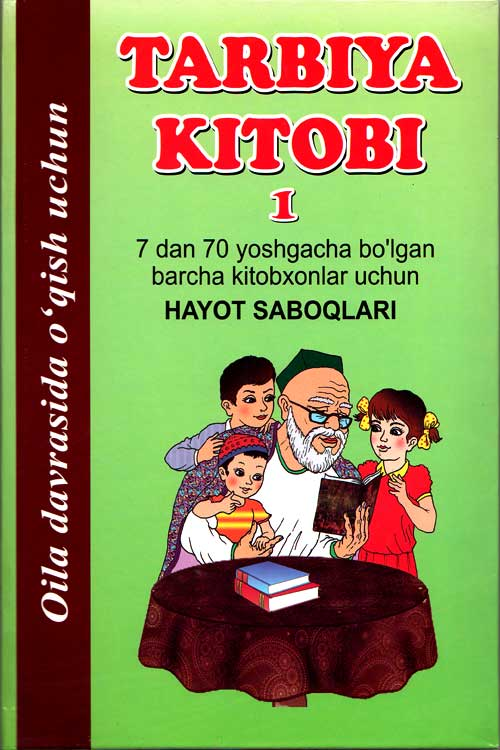 TARBIYA
KITOBI
1
7 dan 70 yoshgacha bo'lgan
barcha kitobxonlar uchun
HAYOT SABOQLARI
Oila davrasida o‘qish uchun